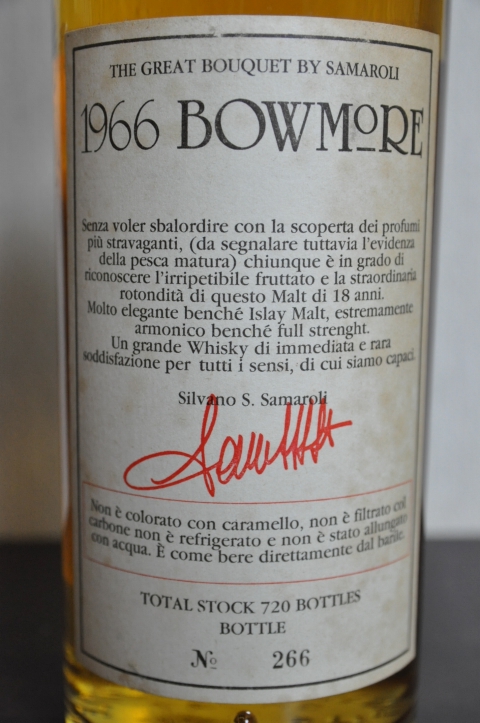 THE GREAT BOUQUET BY SAMAROLI
1966 BOWMORE
Senza voler sbalordire con la scoperta dei profumi
più stravaganti, (da segnalare tuttavia l'evidenza
della pesca matura) chiunque è in grado di
riconoscere l'irripetibile fruttato e la straordinaria
rotondità di questo Malt di 18 anni.
Molto elegante benché Islay Malt, estremamente
armonico benché full strenght.
Un grande Whisky di immediata e rara
soddisfazione per tutti i sensi, di cui siamo capaci.
Silvano S. Samaroli
Non è colorato con caramello, non è filtrato col
carbone non è refrigerato e non è stato allungato
con acqua. È come bere direttamente dal barile.
TOTAL STOCK 720 BOTTLES
BOTTLE
No 266